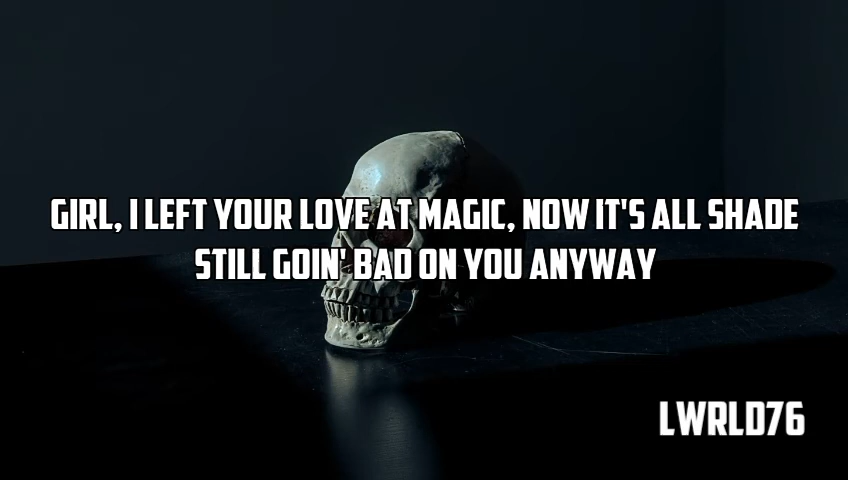 GIRL, I LEFT YOUR LOVE AT MAGIC, NOW IT'S ALL SHADE
STILL GOIN' BAD ON YOU ANYWAY
LWRLD76